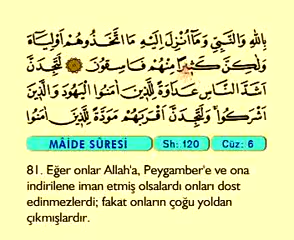 بِاللّٰهِ وَالنَّبِيِّ وَمَٓا اُنْزِلَ اِلَيْهِ مَا اتَّخَذُوهُمْ اَوْلِيَٓاءَ
وَلٰكِنَّ كَث۪يرًا مِنْهُمْ فَاسِقُونَ لَتَجِدَنَّ
اَشَدَّ النَّاسِ عَدَاوَةً لِلَّذ۪ينَ اٰمَنُوا الْيَهُودَ وَالَّذ۪ينَ
اَشْرَكُوا وَلَتَجِدَنَّ اَقْرَبَهُمْ مَوَدَّةً لِلَّذ۪ينَ اٰمَنُوا
MÂİDE SÛRESİ Sh: 120 Cüz: 6
81. Eğer onlar Allah'a, Peygamber'e ve ona
indirilene iman etmiş olsalardı onları dost
edinmezlerdi; fakat onların çoğu yoldan
çıkmışlardır.